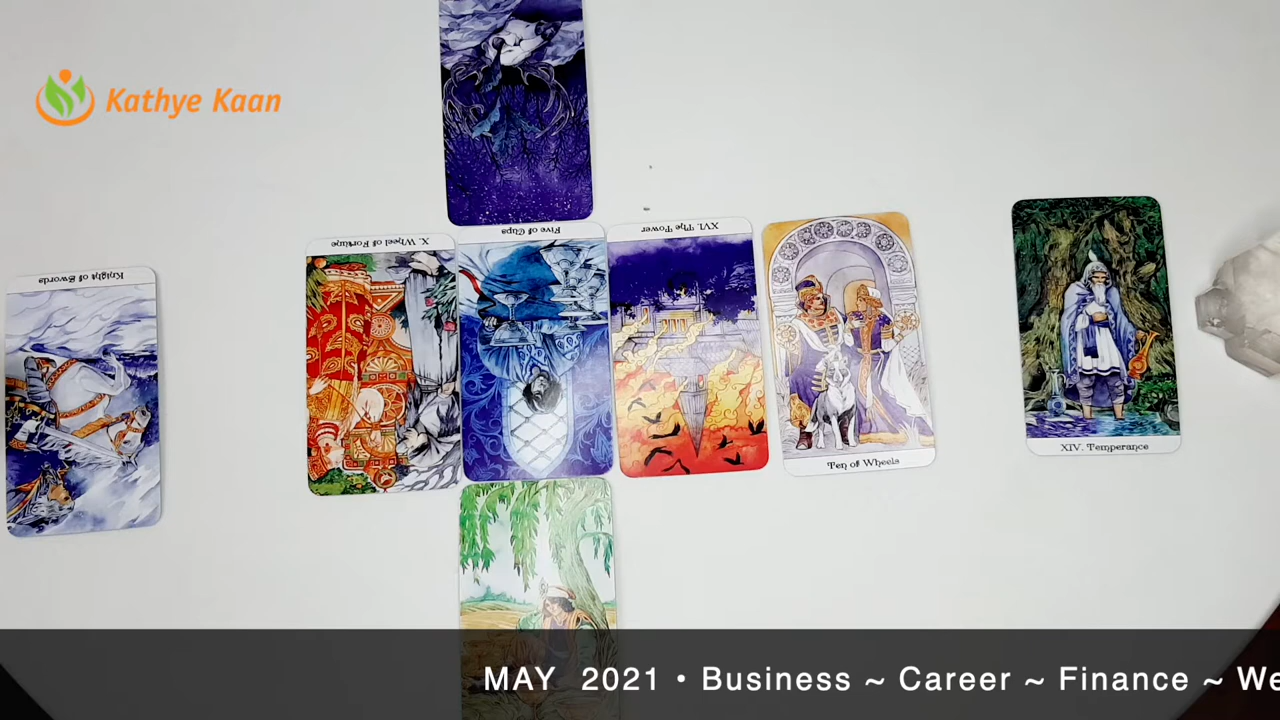 Kathye Kaan
X. Wheel of Fortune
Five of Cups
XVI. The Tower
Knight of Swords
Ten of Wheels
XIV. Temperance
MAY 2021 • Business ~ Career ~ Finance ~ We